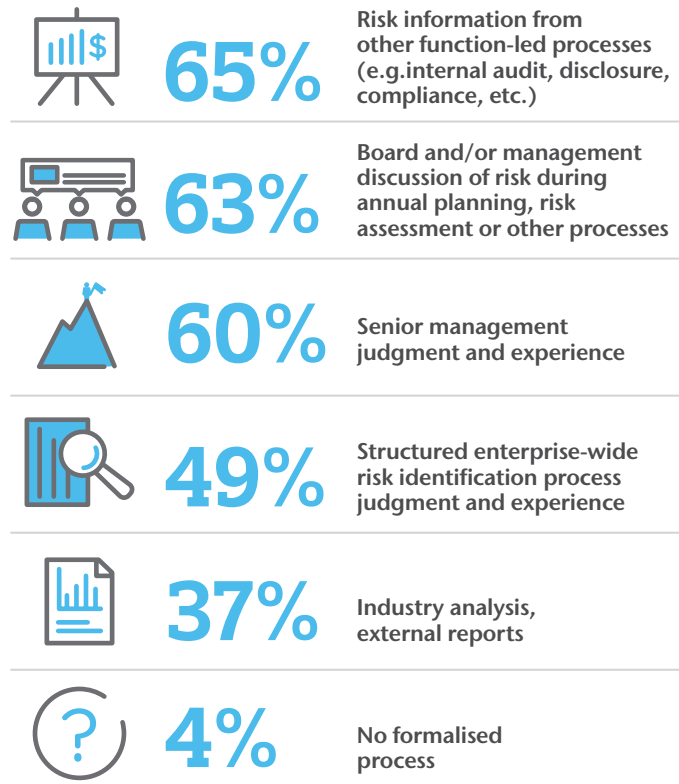 $
65%
Risk information from
other function-led processes
(e.g.internal audit, disclosure,
compliance, etc.)
63%
Board and/or management
discussion of risk during
annual planning, risk
assessment or other processes
60%
Senior management
judgment and experience
49%
Structured enterprise-wide
risk identification process
judgment and experience
37%
Industry analysis,
external reports
?
4%
No formalised
process